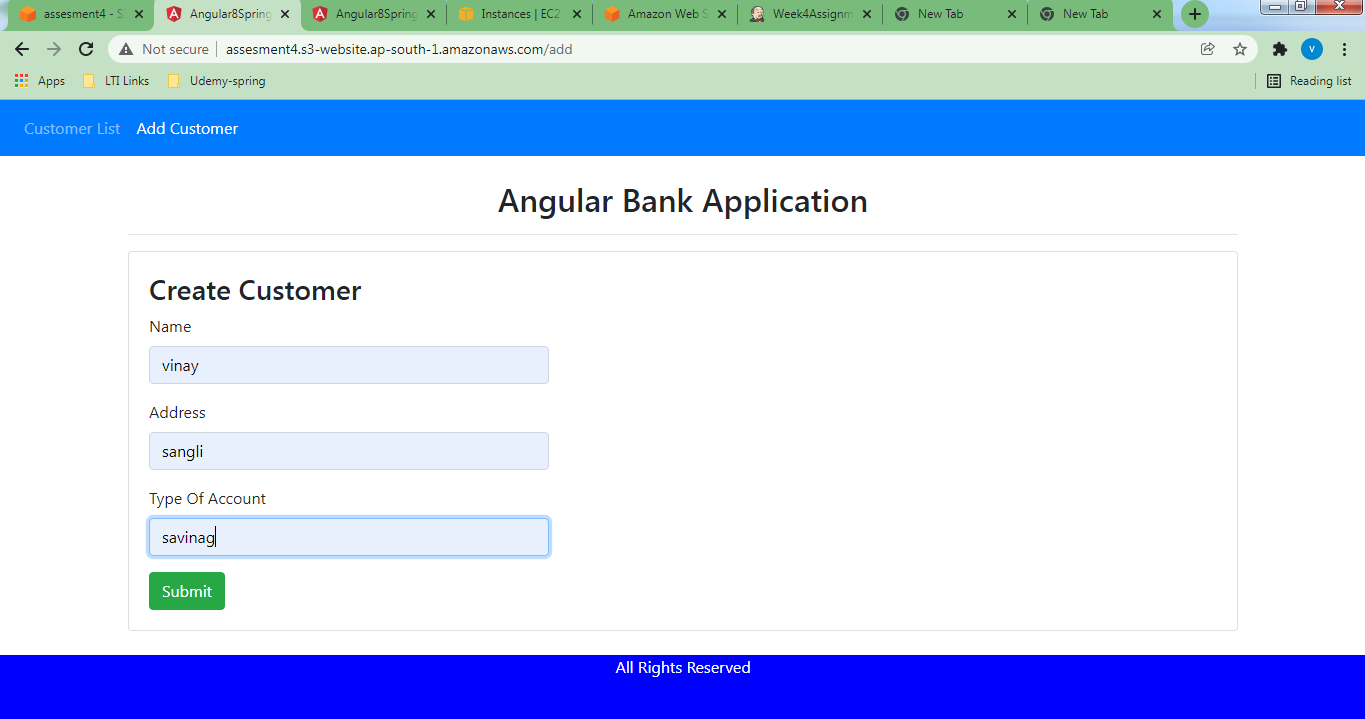 assesment4 - S
Angular8Spring
Angular8Spring
Instances | EC2
Amazon Web S
Week4Assignm
New Tab
New Tab
Not secure | assesment4.s3-website.ap-south-1.amazonaws.com/add
V
Apps
LTI Links
Udemy-spring
Reading list
Customer List
Add Customer
Angular Bank Application
Create Customer
Name
vinay
Address
sangli
Type Of Account
savinag
Submit
All Rights Reserved